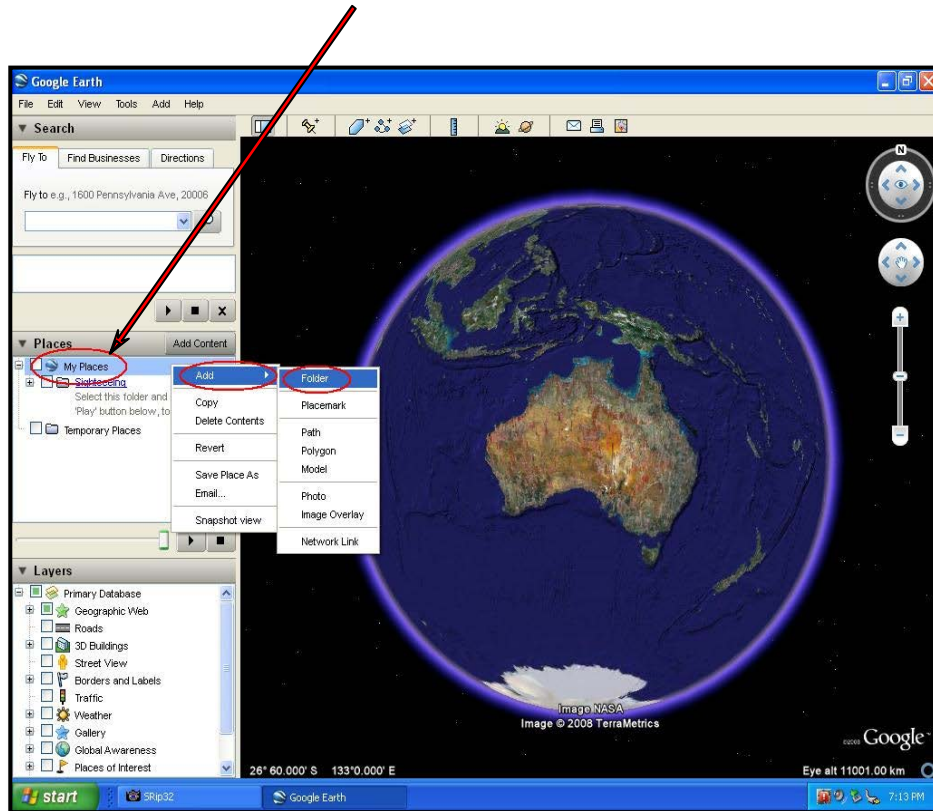 Google Earth
File Edit View Tools Add Help
Search
Fly To Find Businesses Directions
Fly to e.g., 1600 Pennsylvania Ave, 20006
Places
Add Content
My Places
Sightseeing
Select this folder and
'Play' button below, to
Temporary Places
Add
Copy
Delete Contents
Revert
Save Place As
Email...
Snapshot view
Folder
Placemark
Path
Polygon
Model
Photo
Image Overlay
Network Link
Layers
Primary Database
Geographic Web
Roads
3D Buildings
Street View
Borders and Labels
Traffic
Weather
Gallery
Global Awareness
Places of Interest
N
Image NASA
Image © 2008 TerraMetrics
Google
26° 60.000' S 133°0.000' E
Eye alt 11001.00 km
start
SRip32
Google Earth
7:13 PM